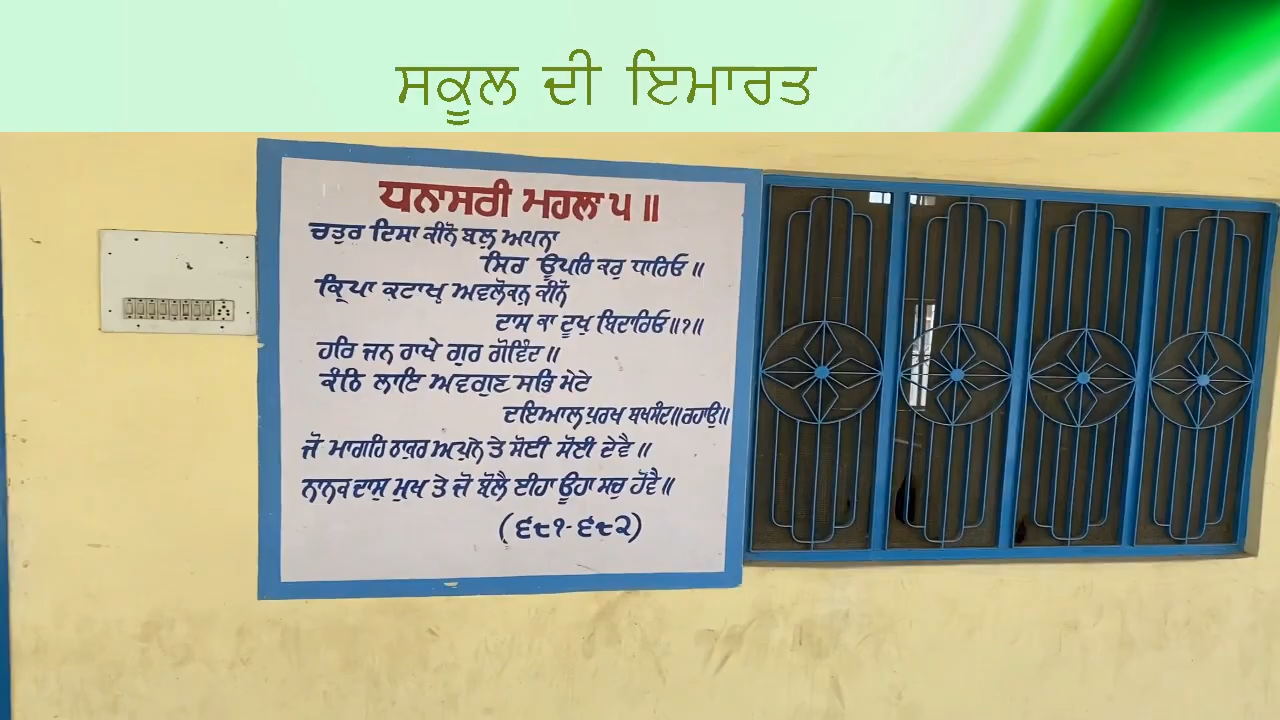 ਸਕੂਲ ਦੀ ਇਮਾਰਤ
ਧਨਾਸਰੀ ਮਹਲਾ ੫ ॥
ਚਤੁਰ ਦਿਸਾ ਕੀਨੋ ਬਲੁ ਅਪਨਾ
ਸਿਰ ਊਪਰਿ ਕਰੁ ਧਾਰਿਓ ॥
ਕ੍ਰਿਪਾ ਕਟਾਖੁ ਅਵਲੋਕਨੁ ਕੀਨੋ
ਦਾਸ ਕਾ ਦੂਖੁ ਬਿਦਾਰਿਓ ॥੧॥
ਹਰਿ ਜਨ ਰਾਖੇ ਗੁਰ ਗੋਵਿੰਦ ॥
ਕੰਠਿ ਲਾਇ ਅਵਗੁਣ ਸਭਿ ਮੇਟੇ
ਦਇਆਲ ਪੁਰਖ ਬਖਸੰਦ ॥ ਰਹਾਉ ॥
ਜੋ ਮਾਗਹਿ ਠਾਕੁਰ ਅਪੁਨੇ ਤੇ ਸੋਈ ਸੋਈ ਦੇਵੈ ॥
ਨਾਨਕ ਦਾਸੁ ਮੁਖ ਤੇ ਜੋ ਬੋਲੈ ਈਹਾ ਊਹਾ ਸਚੁ ਹੋਵੈ ॥
(੬੮੧-੬੮੨)